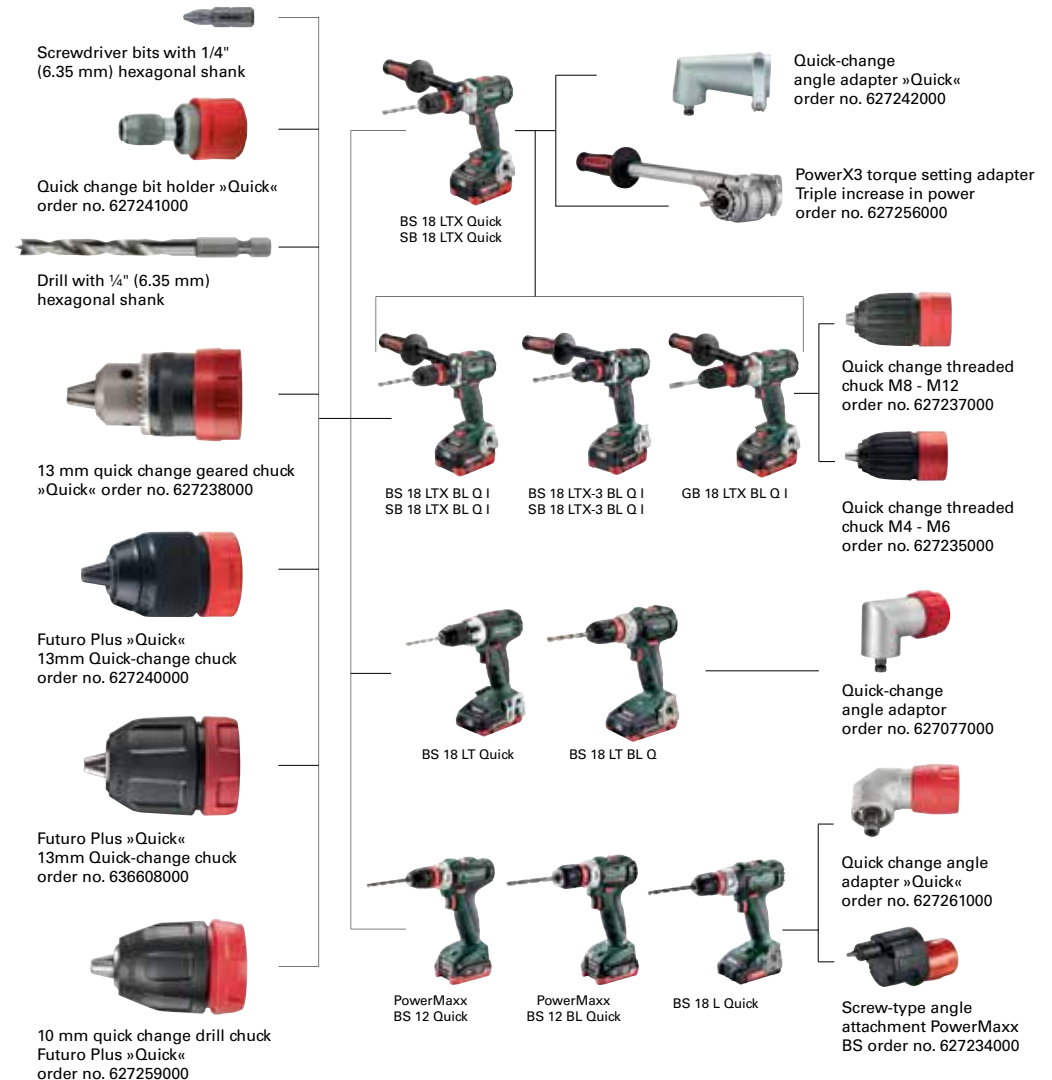 Screwdriver bits with 1/4"
(6.35 mm) hexagonal shank
Quick change bit holder »Quick«
order no. 627241000
Drill with ¼" (6.35 mm)
hexagonal shank
13 mm quick change geared chuck
»Quick« order no. 627238000
Futuro Plus »Quick«
13mm Quick-change chuck
order no. 627240000
Futuro Plus »Quick«
13mm Quick-change chuck
order no. 636608000
10 mm quick change drill chuck
Futuro Plus »Quick«
order no. 627259000
BS 18 LTX Quick
SB 18 LTX Quick
BS 18 LTX BL Q I
SB 18 LTX BL Q I
BS 18 LTX-3 BL Q I
SB 18 LTX-3 BL Q I
GB 18 LTX BL Q I
BS 18 LT Quick
BS 18 LT BL Q
PowerMaxx
BS 12 Quick
PowerMaxx
BS 12 BL Quick
BS 18 L Quick
Quick-change
angle adapter »Quick«
order no. 627242000
PowerX3 torque setting adapter
Triple increase in power
order no. 627256000
Quick change threaded
chuck M8 - M12
order no. 627237000
Quick change threaded
chuck M4 - M6
order no. 627235000
Quick-change
angle adaptor
order no. 627077000
Quick change angle
adapter »Quick«
order no. 627261000
Screw-type angle
attachment PowerMaxx
BS order no. 627234000